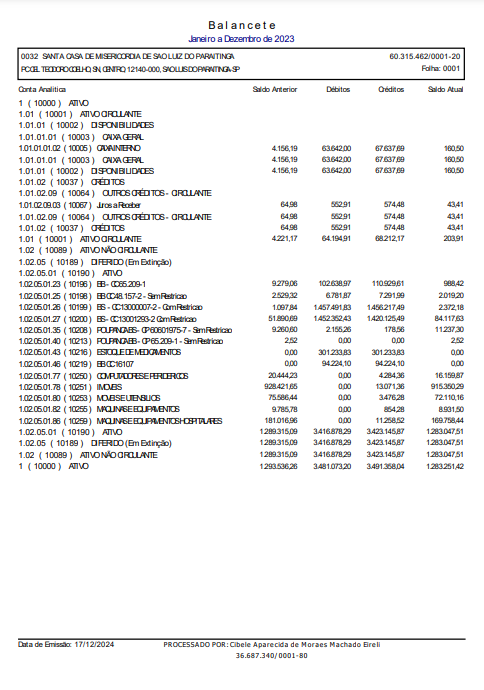 Balancete
Janeiro a Dezembro de 2023
0032 SANTA CASA DE MISERICORDIA DE SAO LUIZ DO PARAITINGA 60.315.462/0001-20
PC CEL TEODORO COELHO, SN, CENTRO, 12140-000, SAO LUIS DO PARAITINGA-SP Folha: 0001
Conta Analitica Saldo Anterior Débitos Créditos Saldo Atual
1 ( 10000 ) ATIVO
1.01 ( 10001 ) ATIVO CIRCULANTE
1.01.01 ( 10002 ) DISPONIBILIDADES
1.01.01.01 ( 10003 ) CAIXA GERAL
1.01.01.01.02 ( 10005 ) CAIXA INTERNO 4.156,19 63.642,00 67.637,69 160,50
1.01.01.01 ( 10003 ) CAIXA GERAL 4.156,19 63.642,00 67.637,69 160,50
1.01.01 ( 10002 ) DISPONIBILIDADES 4.156,19 63.642,00 67.637,69 160,50
1.01.02 ( 10037 ) CRÉDITOS
1.01.02.09 ( 10064 ) OUTROS CRÉDITOS - CIRCULANTE
1.01.02.09.03 ( 10067 ) Juros a Receber 64,98 552,91 574,48 43,41
1.01.02.09 ( 10064 ) OUTROS CRÉDITOS - CIRCULANTE 64,98 552,91 574,48 43,41
1.01.02 ( 10037 ) CRÉDITOS 64,98 552,91 574,48 43,41
1.01 ( 10001 ) ATIVO CIRCULANTE 4.221,17 64.194,91 68.212,17 203,91
1.02 ( 10089 ) ATIVO NÃO CIRCULANTE
1.02.05 ( 10189 ) DIFERIDO (Em Extinção)
1.02.05.01 ( 10190 ) ATIVO
1.02.05.01.23 ( 10196 ) BB - CC65.209-1 9.279,06 102.638,97 110.929,61 988,42
1.02.05.01.25 ( 10198 ) BB CC48.157-2 - Sem Restricao 2.529,32 6.781,87 7.291,99 2.019,20
1.02.05.01.26 ( 10199 ) BS - CC13000007-2 - Com Restricao 1.097,84 1.457.491,83 1.456.217,49 2.372,18
1.02.05.01.27 ( 10200 ) BS - CC13001293-2 Com Restricao 51.890,69 1.452.352,43 1.420.125,49 84.117,63
1.02.05.01.35 ( 10208 ) POUPANCA BS - CP60601975-7 - Sem Restricao 9.260,60 2.155,26 178,56 11.237,30
1.02.05.01.40 ( 10213 ) POUPANCA BB - CP65.209-1 - Sem Restricao 2,52 0,00 0,00 2,52
1.02.05.01.43 ( 10216 ) ESTOQUE DE MEDICAMENTOS 0,00 301.233,83 301.233,83 0,00
1.02.05.01.46 ( 10219 ) BB CC16107 0,00 94.224,10 94.224,10 0,00
1.02.05.01.77 ( 10250 ) COMPUTADORES E PERIFERICOS 20.444,23 0,00 4.284,36 16.159,87
1.02.05.01.78 ( 10251 ) IMOVEIS 928.421,65 0,00 13.071,36 915.350,29
1.02.05.01.80 ( 10253 ) MOVEIS E UTENSILIOS 75.586,44 0,00 3.476,28 72.110,16
1.02.05.01.82 ( 10255 ) MAQUINAS E EQUIPAMENTOS 9.785,78 0,00 854,28 8.931,50
1.02.05.01.86 ( 10259 ) MAQUINAS E EQUIPAMENTOS HOSPITALARES 181.016,96 0,00 11.258,52 169.758,44
1.02.05.01 ( 10190 ) ATIVO 1.289.315,09 3.416.878,29 3.423.145,87 1.283.047,51
1.02.05 ( 10189 ) DIFERIDO (Em Extinção) 1.289.315,09 3.416.878,29 3.423.145,87 1.283.047,51
1.02 ( 10089 ) ATIVO NÃO CIRCULANTE 1.289.315,09 3.416.878,29 3.423.145,87 1.283.047,51
1 ( 10000 ) ATIVO 1.293.536,26 3.481.073,20 3.491.358,04 1.283.251,42
Data de Emissão: 17/12/2024 PROCESSADO POR: Cibele Aparecida de Moraes Machado Eireli
36.687.340/0001-80